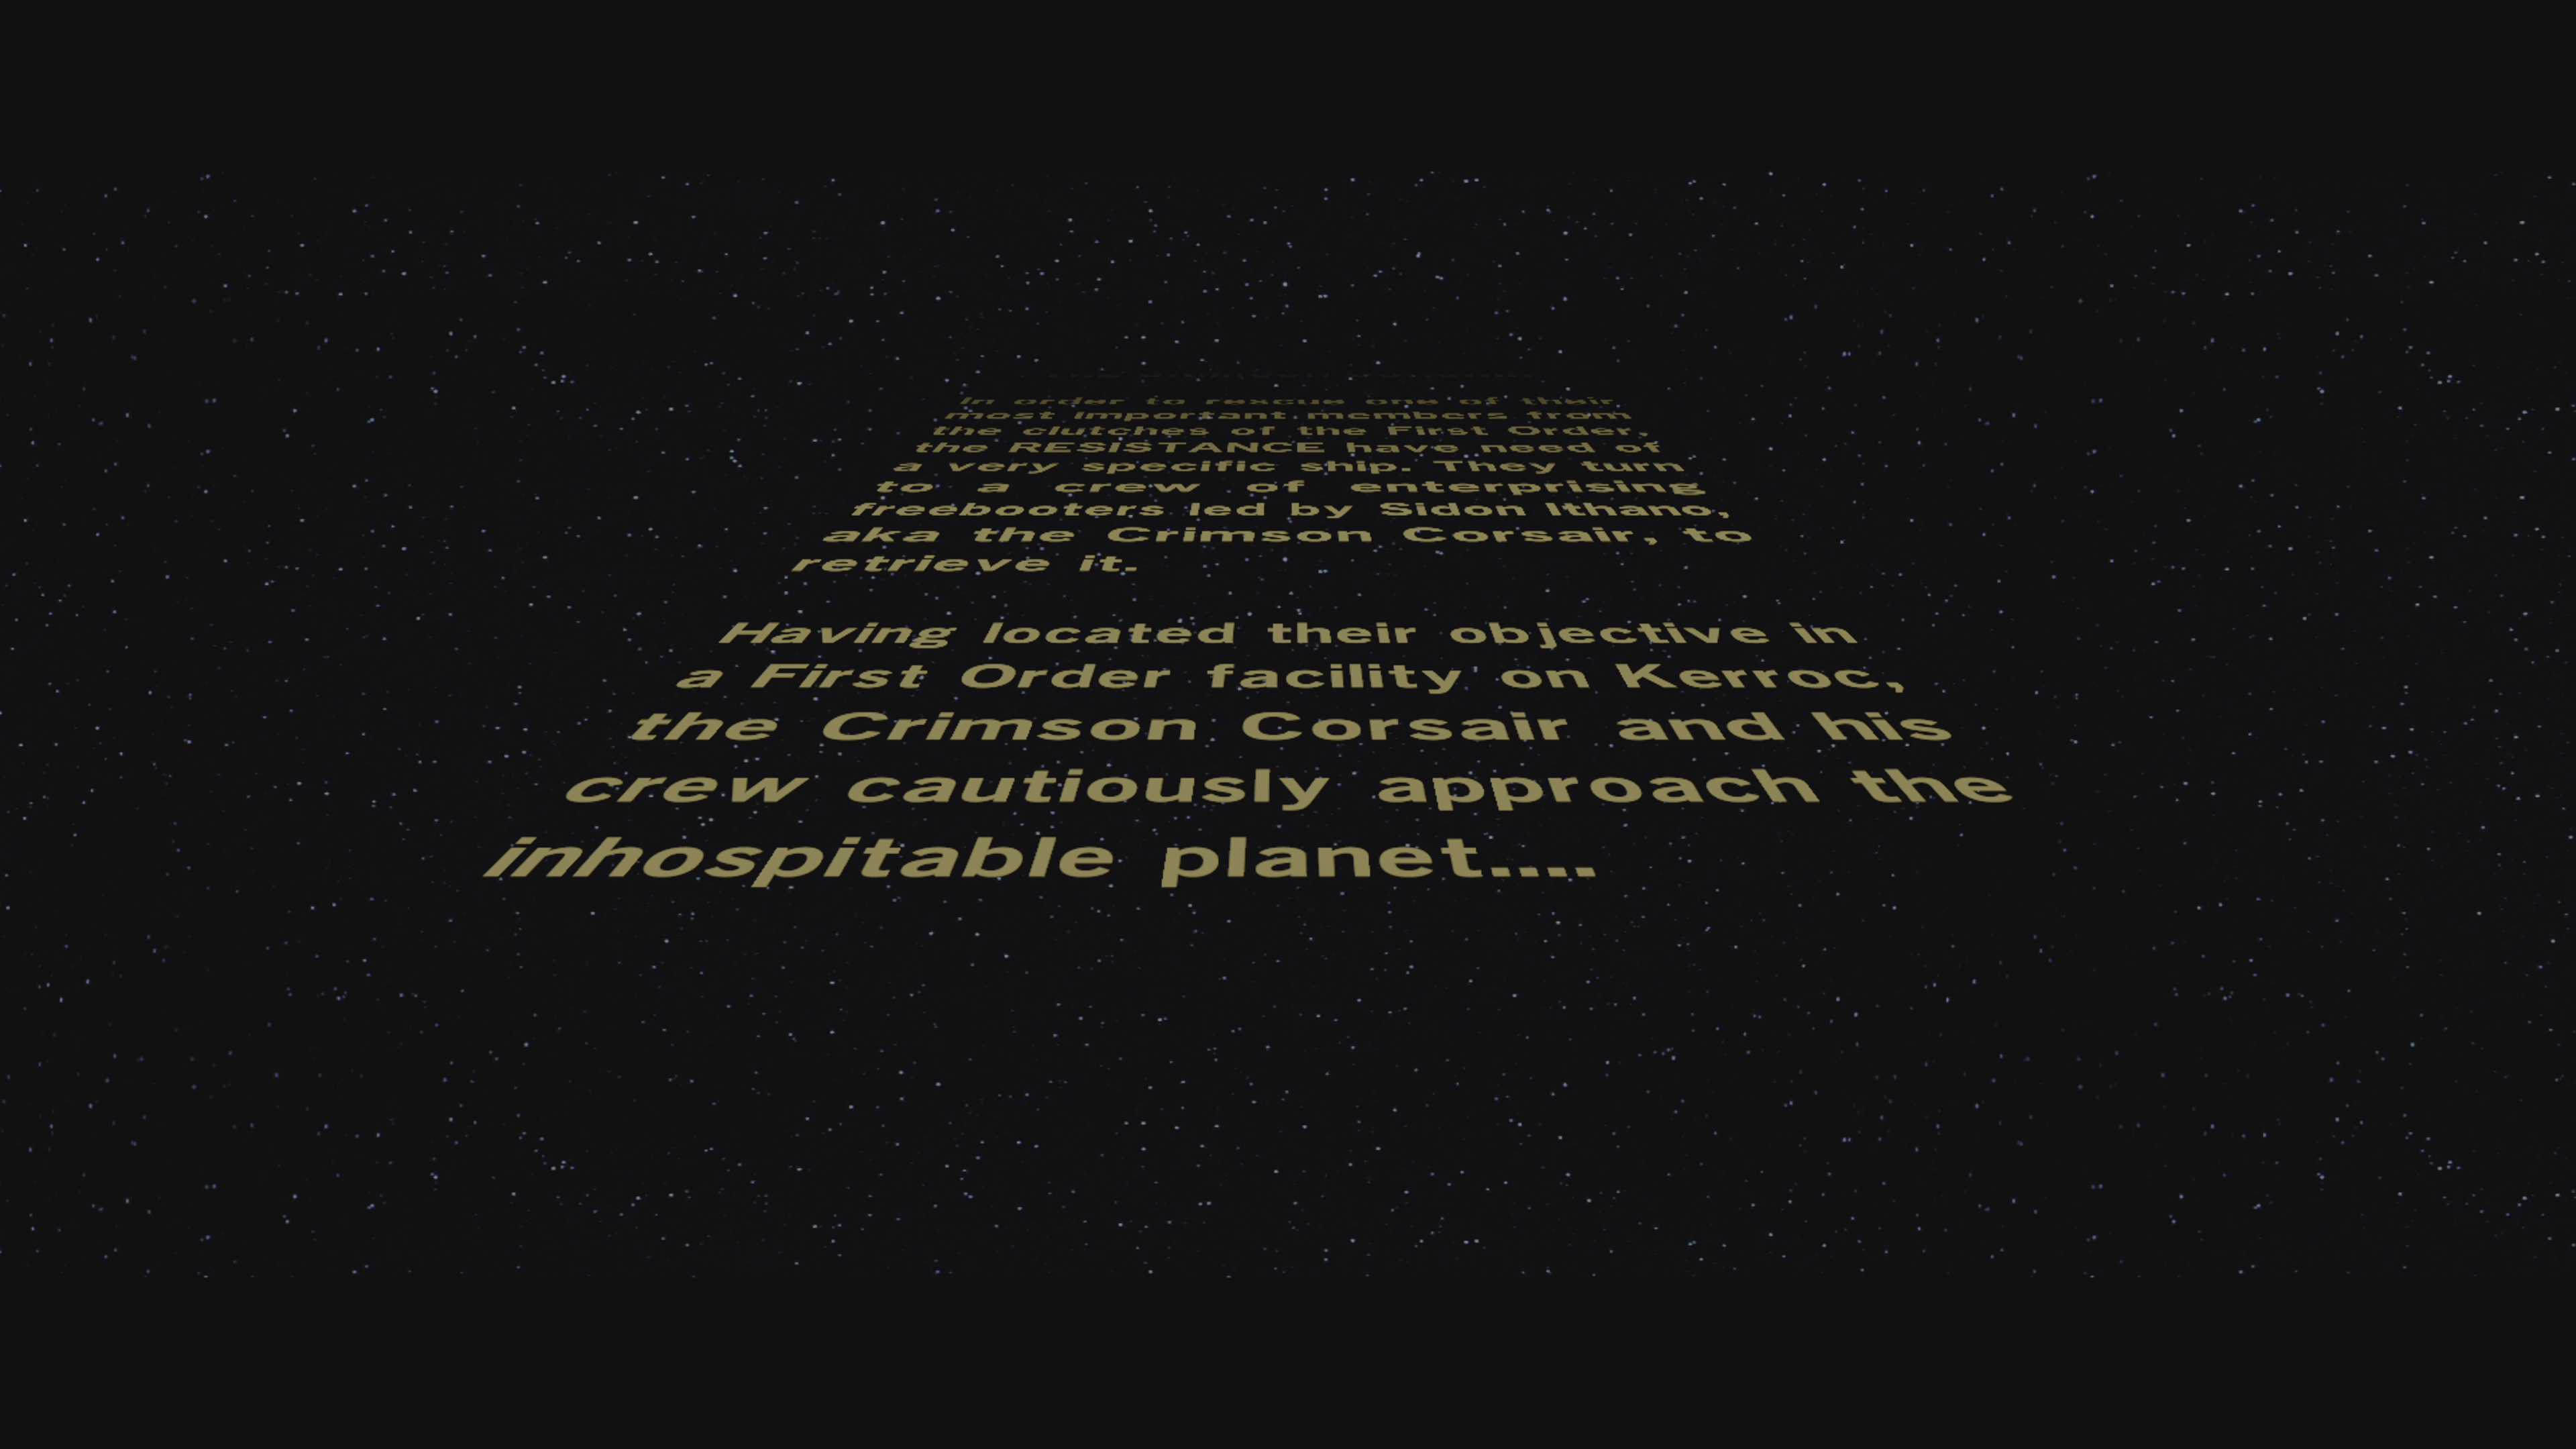 In order to rescue one of their
most important members from
the clutches of the First Order,
the RESISTANCE have need of
a very specific ship. They turn
to a crew of enterprising
freebooters led by Sidon Ithano,
aka the Crimson Corsair, to
retrieve it.
Having located their objective in
a First Order facility on Kerroc,
the Crimson Corsair and his
crew cautiously approach the
inhospitable planet....